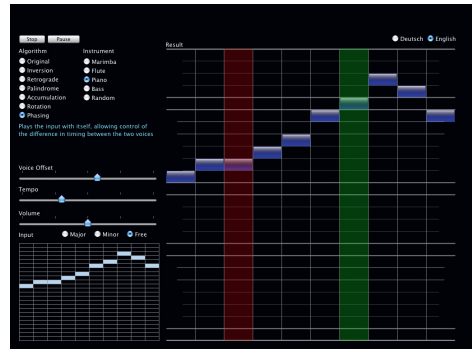 Stop Pause
Result
Deutsch English
Algorithm Instrument
Original Marimba
Inversion Flute
Retrograde Piano
Palindrome Bass
Accumulation Random
Rotation
Phasing
Plays the input with itself, allowing control of
the difference in timing between the two voices
Voice Offset
Tempo
Volume
Input Major Minor Free